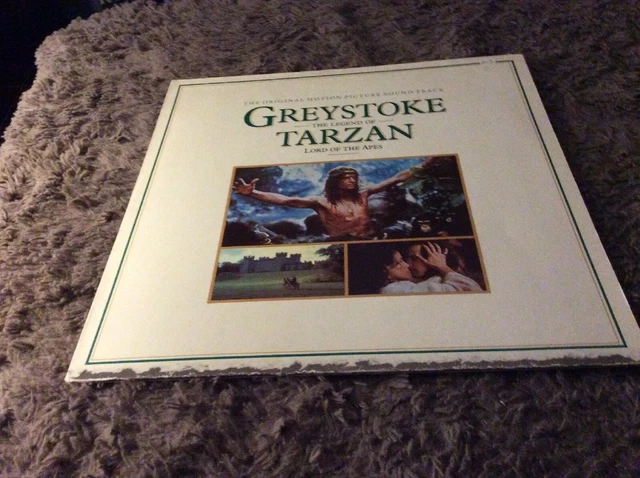 THE ORIGINAL MOTION PICTURE SOUND TRACK
GREYSTOKE
THE LEGEND OF
TARZAN
LORD OF THE APES